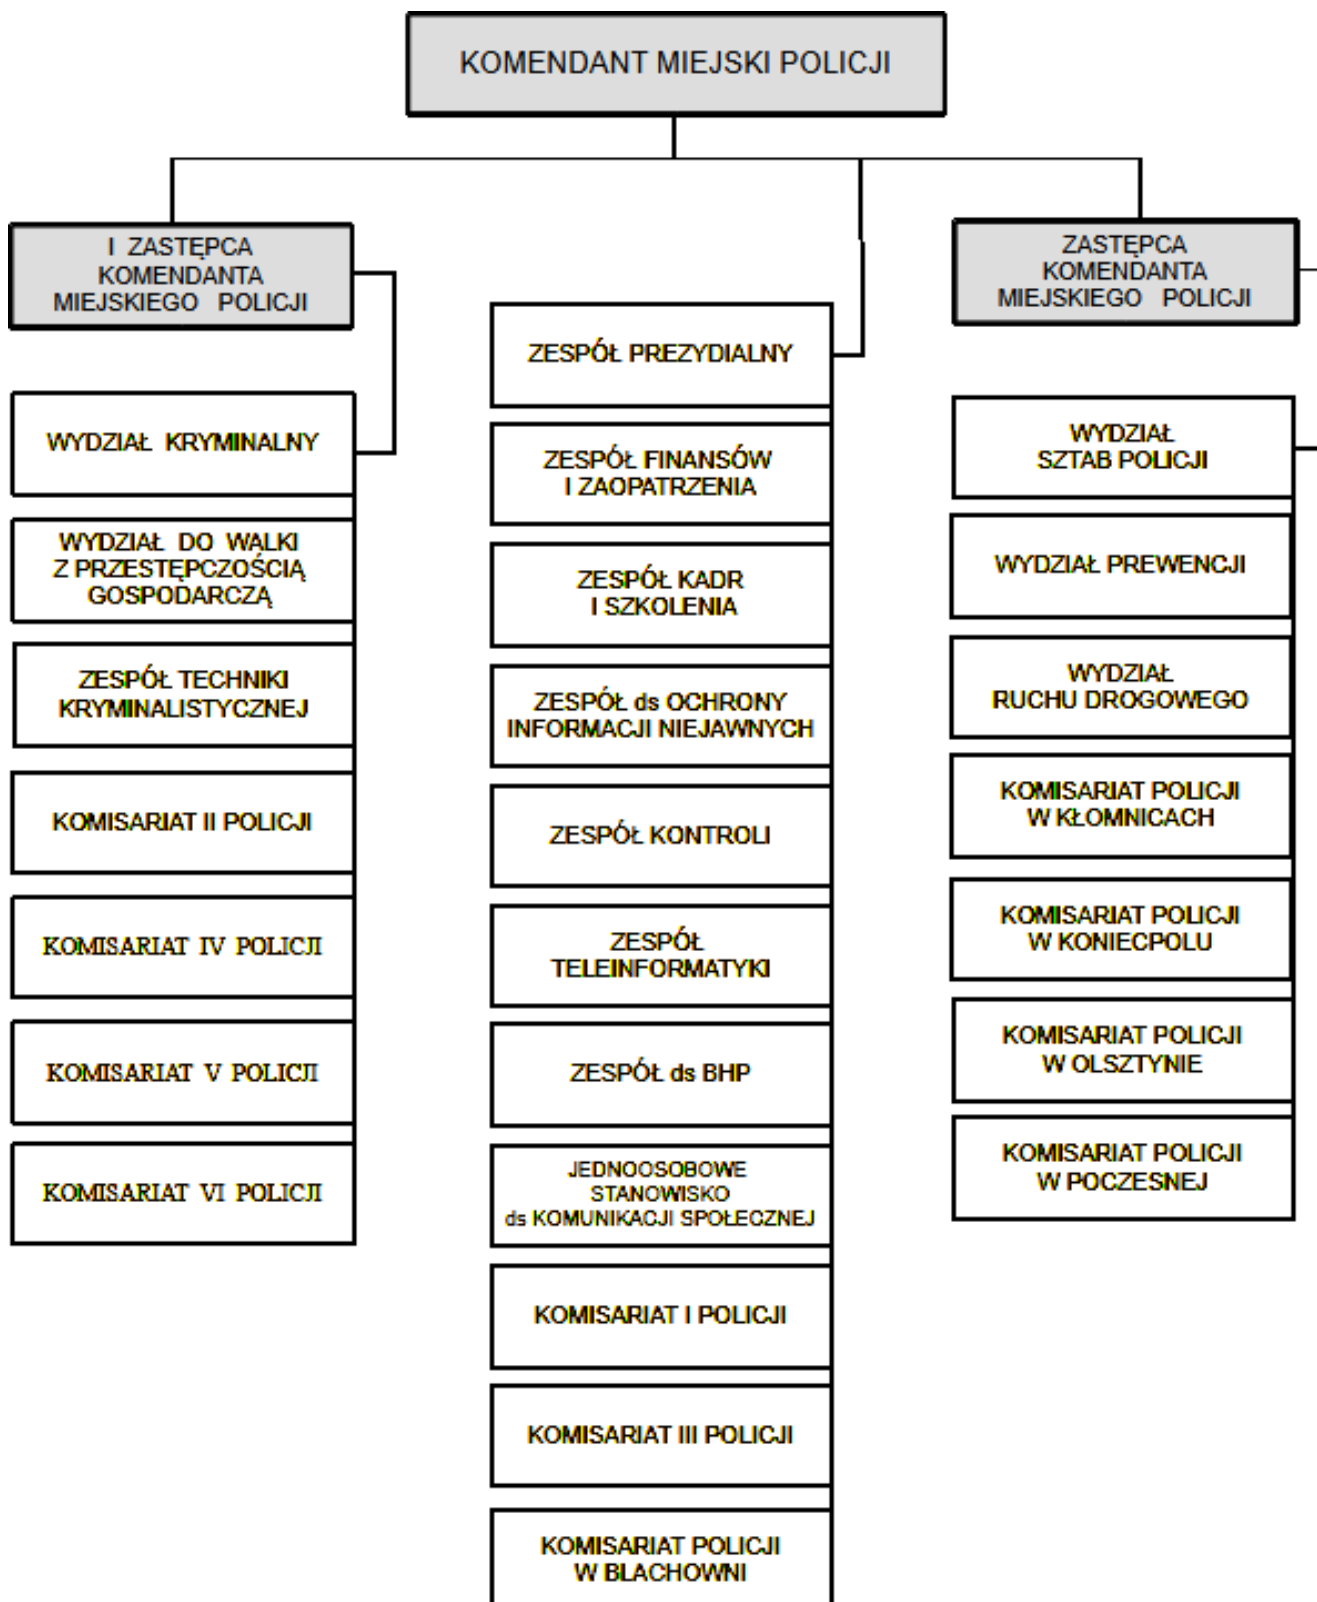 KOMENDANT MIEJSKI POLICJI
I ZASTĘPCA
KOMENDANTA
MIEJSKIEGO POLICJI
WYDZIAŁ KRYMINALNY
WYDZIAŁ DO WALKI
Z PRZESTĘPCZOŚCIĄ
GOSPODARCZĄ
ZESPÓŁ TECHNIKI
KRYMINALISTYCZNEJ
KOMISARIAT II POLICJI
KOMISARIAT IV POLICJI
KOMISARIAT V POLICJI
KOMISARIAT VI POLICJI
ZESPÓŁ PREZYDIALNY
ZESPÓŁ FINANSÓW
I ZAOPATRZENIA
ZESPÓŁ KADR
I SZKOLENIA
ZESPÓŁ ds OCHRONY
INFORMACJI NIEJAWNYCH
ZESPÓŁ KONTROLI
ZESPÓŁ
TELEINFORMATYKI
ZESPÓŁ ds BHP
JEDNOOSOBOWE
STANOWISKO
ds KOMUNIKACJI SPOŁECZNEJ
KOMISARIAT I POLICJI
KOMISARIAT III POLICJI
KOMISARIAT POLICJI
W BLACHOWNI
ZASTĘPCA
KOMENDANTA
MIEJSKIEGO POLICJI
WYDZIAŁ
SZTAB POLICJI
WYDZIAŁ PREWENCJI
WYDZIAŁ
RUCHU DROGOWEGO
KOMISARIAT POLICJI
W KŁOMNICACH
KOMISARIAT POLICJI
W KONIECPOLU
KOMISARIAT POLICJI
W OLSZTYNIE
KOMISARIAT POLICJI
W POCZESNEJ